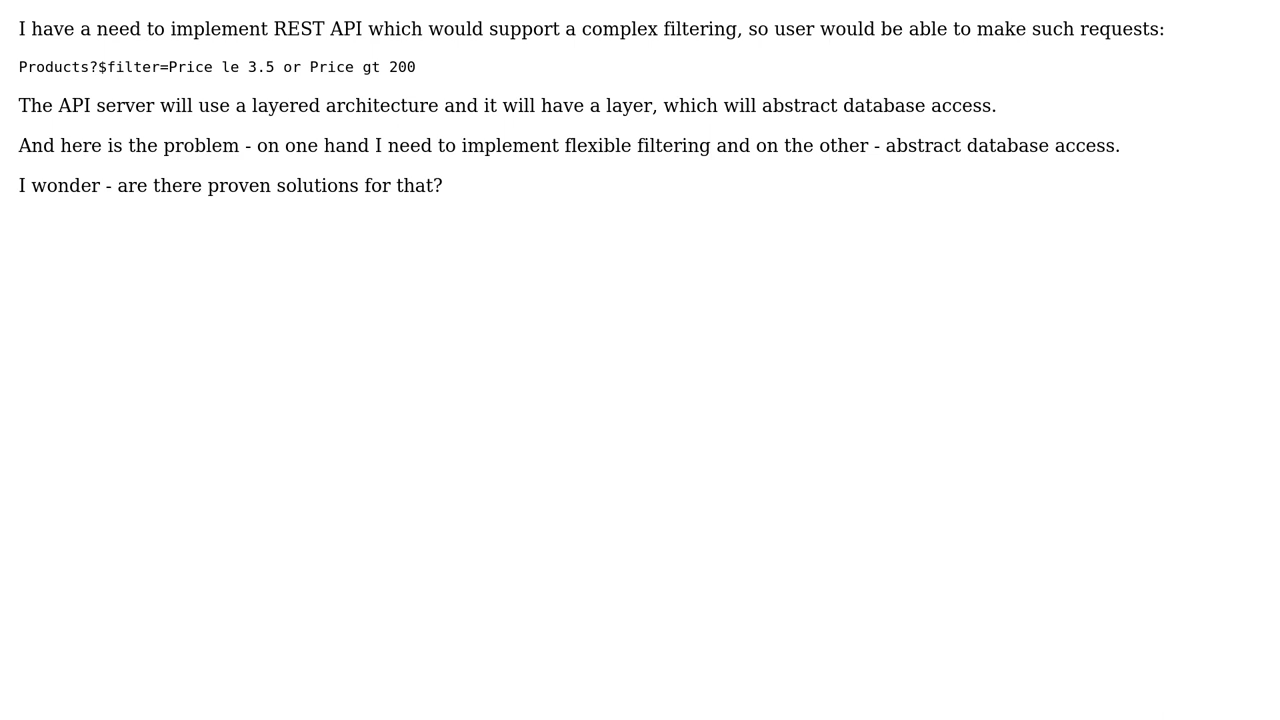 I have a need to implement REST API which would support a complex filtering, so user would be able to make such requests:
Products?$filter=Price le 3.5 or Price gt 200
The API server will use a layered architecture and it will have a layer, which will abstract database access.
And here is the problem - on one hand I need to implement flexible filtering and on the other - abstract database access.
I wonder - are there proven solutions for that?